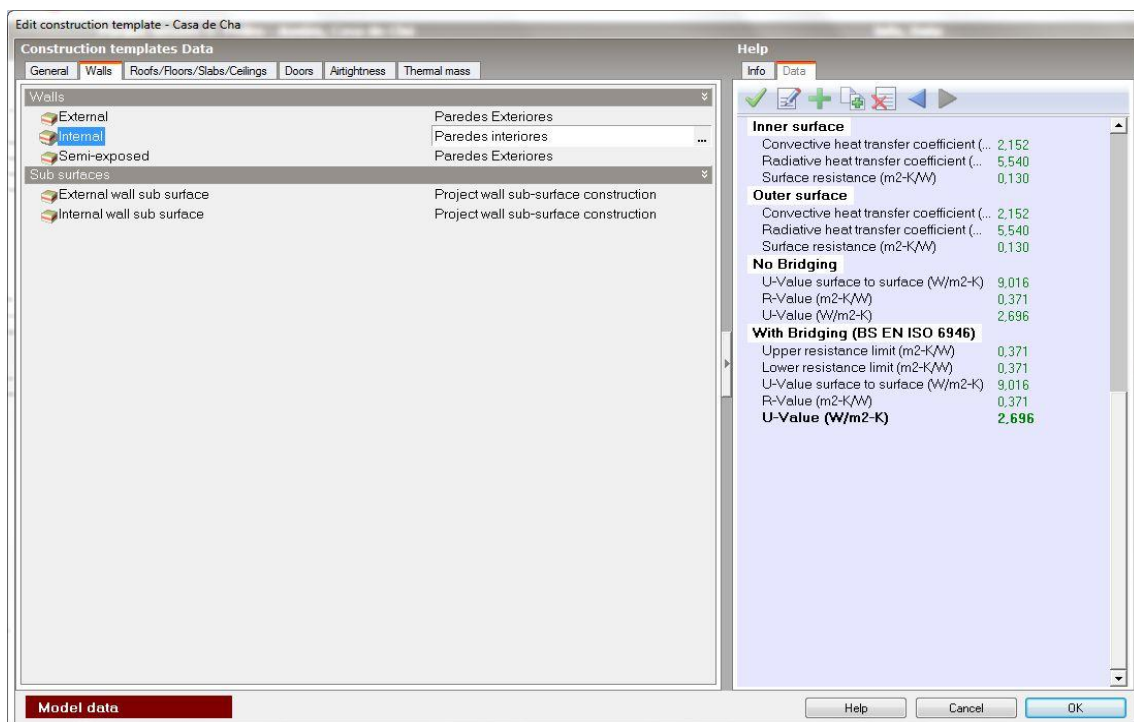 Edit construction template - Casa de Cha
Construction templates Data
General Walls Roofs/Floors/Slabs/Ceilings Doors Airtightness Thermal mass
Walls
External Paredes Exteriores
Internal Paredes interiores ...
Semi-exposed Paredes Exteriores
Sub surfaces
External wall sub surface Project wall sub-surface construction
Internal wall sub surface Project wall sub-surface construction
Help
Info Data
Inner surface
Convective heat transfer coefficient (... 2,152
Radiative heat transfer coefficient (... 5,540
Surface resistance (m2-K/W) 0,130
Outer surface
Convective heat transfer coefficient (... 2,152
Radiative heat transfer coefficient (... 5,540
Surface resistance (m2-K/W) 0,130
No Bridging
U-Value surface to surface (W/m2-K) 9,016
R-Value (m2-K/W) 0,371
U-Value (W/m2-K) 2,696
With Bridging (BS EN ISO 6946)
Upper resistance limit (m2-K/W) 0,371
Lower resistance limit (m2-K/W) 0,371
U-Value surface to surface (W/m2-K) 9,016
R-Value (m2-K/W) 0,371
U-Value (W/m2-K) 2,696
Model data
Help Cancel OK